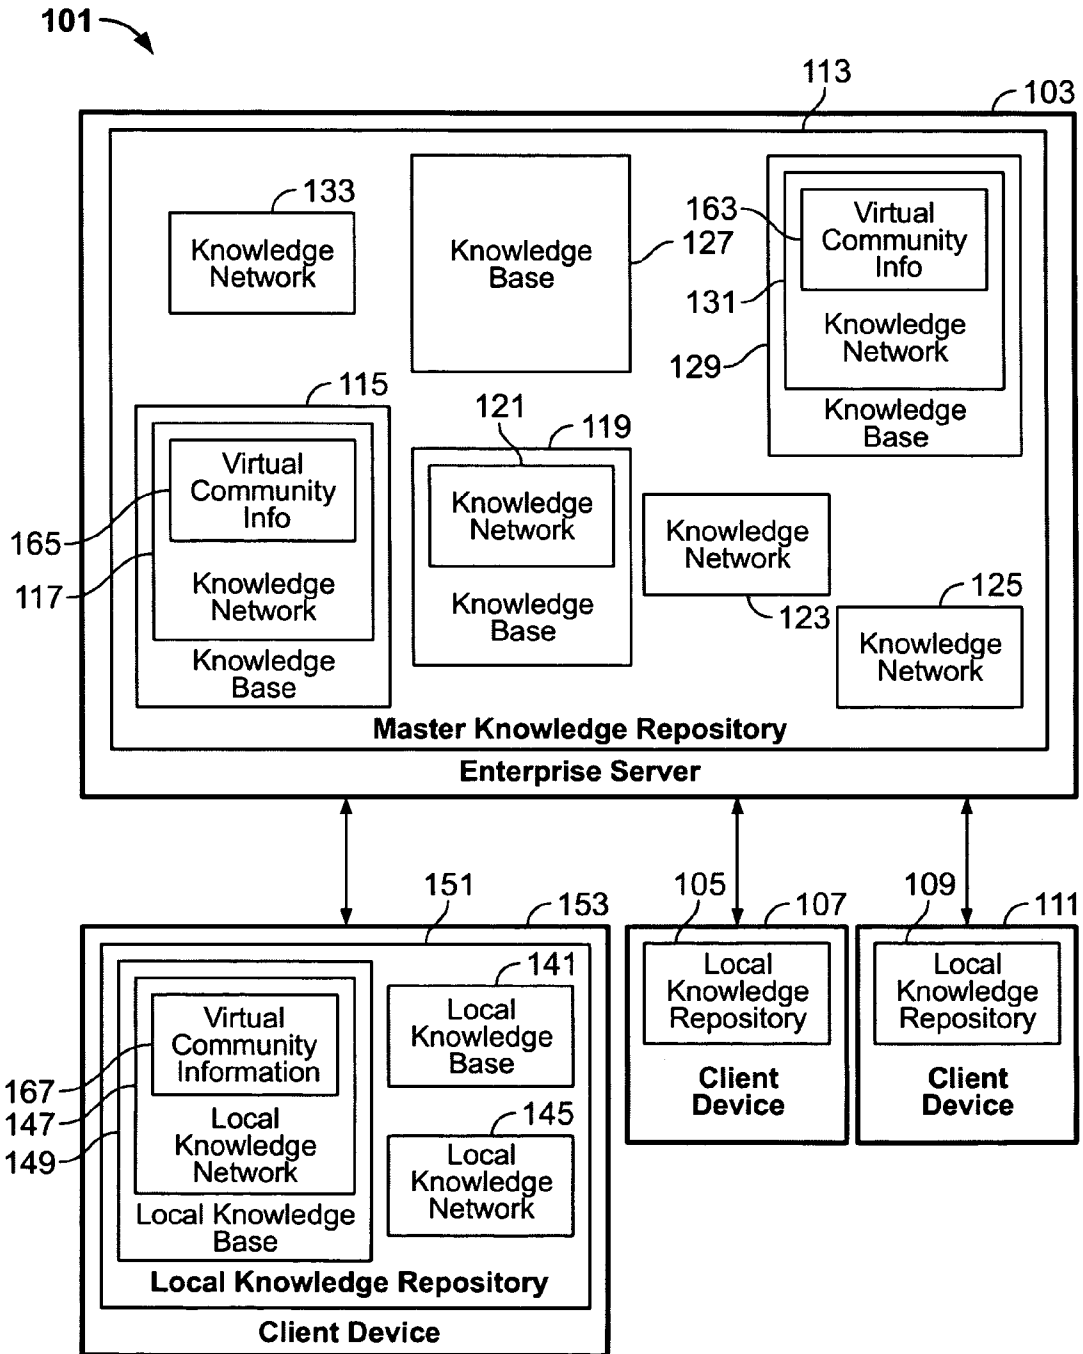 101
113
103
133
Knowledge
Network
Knowledge
Base
127
163
Virtual
Community
Info
131
Knowledge
Network
129
Knowledge
Base
115
Virtual
Community
Info
165
117
Knowledge
Network
Knowledge
Base
121
119
Knowledge
Network
Knowledge
Base
Knowledge
Network
123
125
Knowledge
Network
Master Knowledge Repository
Enterprise Server
151
153
Virtual
Community
Information
167
147
149
Local
Knowledge
Network
Local Knowledge
Base
141
Local
Knowledge
Base
145
Local
Knowledge
Network
Local Knowledge Repository
Client Device
105
107
Local
Knowledge
Repository
Client
Device
109
111
Local
Knowledge
Repository
Client
Device